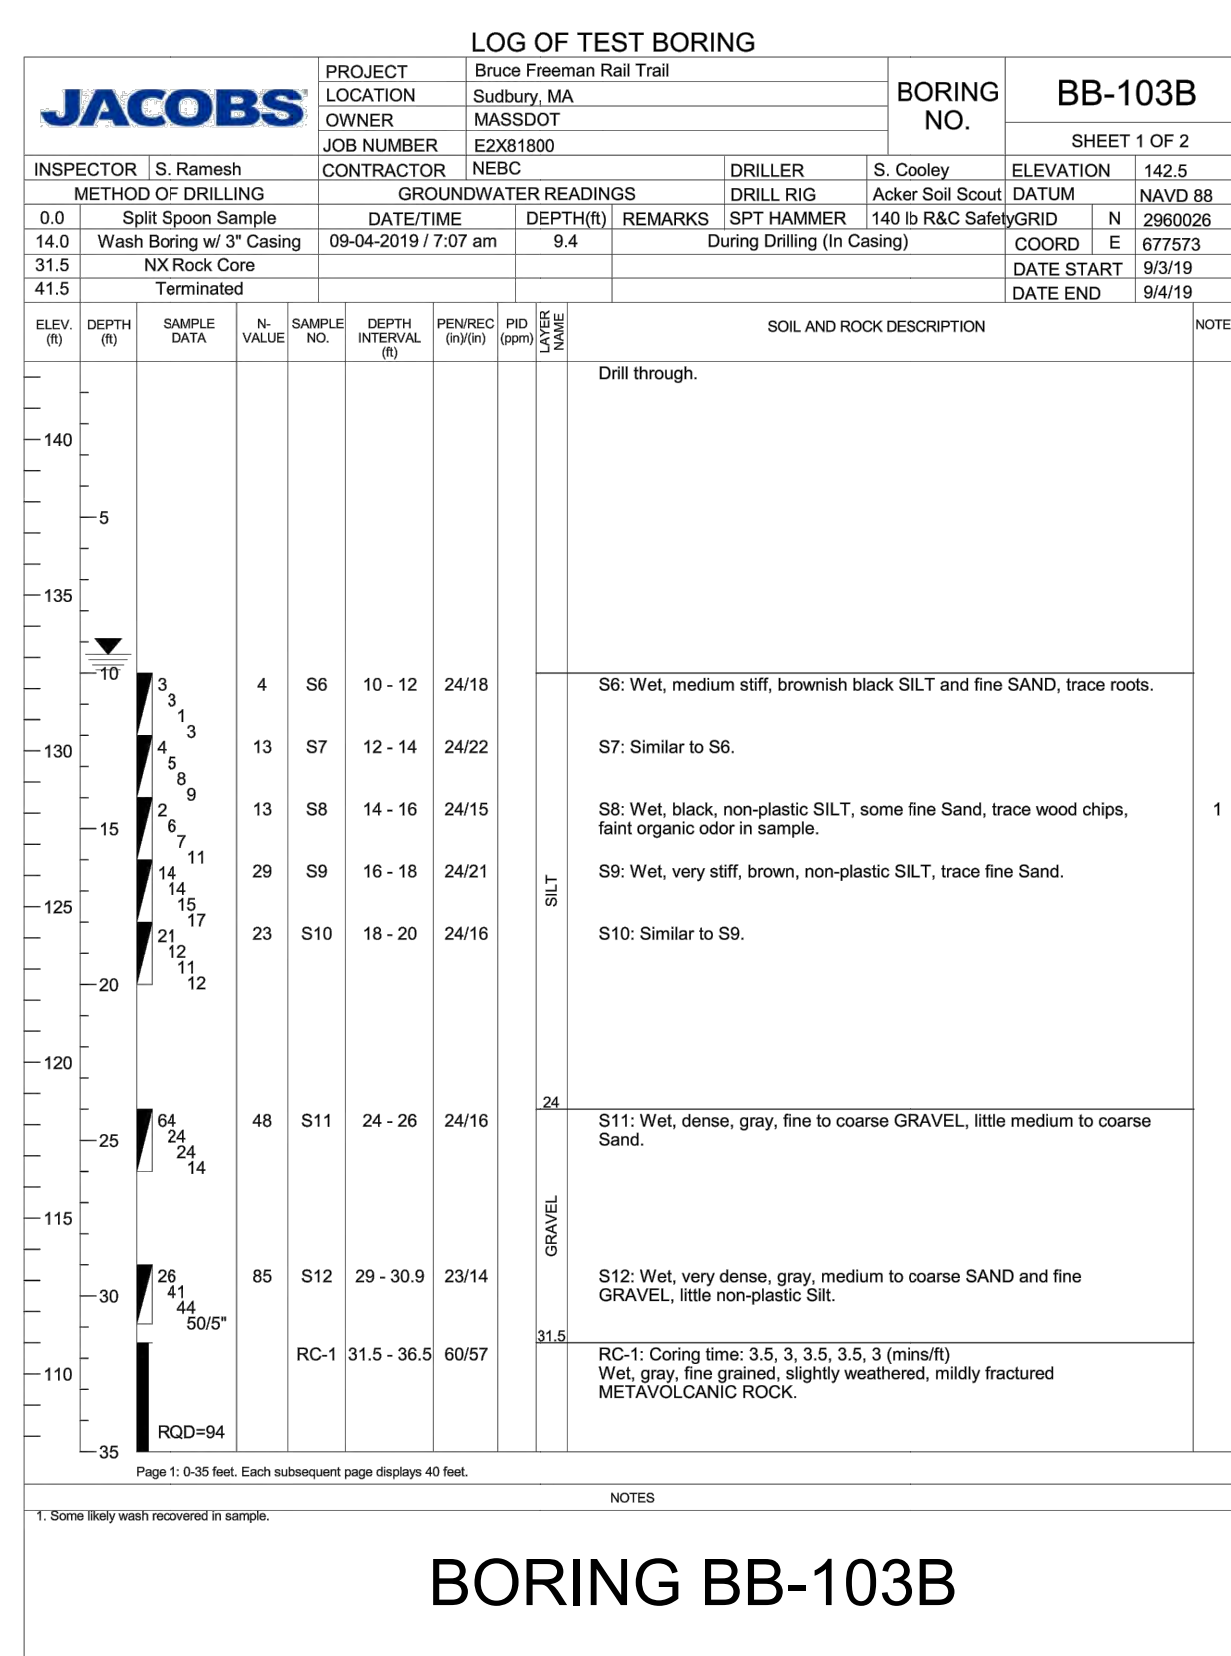 LOG OF TEST BORING
JACOBS
PROJECT Bruce Freeman Rail Trail
LOCATION Sudbury, MA
OWNER MASSDOT
JOB NUMBER E2X81800
BORING NO.
BB-103B
SHEET 1 OF 2
INSPECTOR S. Ramesh CONTRACTOR NEBC DRILLER S. Cooley ELEVATION 142.5
METHOD OF DRILLING GROUNDWATER READINGS DRILL RIG Acker Soil Scout DATUM NAVD 88
0.0 Split Spoon Sample DATE/TIME DEPTH(ft) REMARKS SPT HAMMER 140 lb R&C Safety GRID N 2960026
14.0 Wash Boring w/ 3" Casing 09-04-2019 / 7:07 am 9.4 During Drilling (In Casing) COORD E 677573
31.5 NX Rock Core DATE START 9/3/19
41.5 Terminated DATE END 9/4/19
ELEV. (ft) DEPTH (ft) SAMPLE DATA N-VALUE SAMPLE NO. DEPTH INTERVAL (ft) PEN/REC (in)/(in) PID (ppm) LAYER NAME SOIL AND ROCK DESCRIPTION NOTE
Drill through.
140
5
135
10
3 4 S6 10 - 12 24/18 S6: Wet, medium stiff, brownish black SILT and fine SAND, trace roots.
3
1
3
130 4 13 S7 12 - 14 24/22 S7: Similar to S6.
5
8
9
2 13 S8 14 - 16 24/15 S8: Wet, black, non-plastic SILT, some fine Sand, trace wood chips, 1
15 6 faint organic odor in sample.
7
11
14 29 S9 16 - 18 24/21 S9: Wet, very stiff, brown, non-plastic SILT, trace fine Sand.
14
SILT
125 15
17
21 23 S10 18 - 20 24/16 S10: Similar to S9.
12
11
20 12
120
24
64 48 S11 24 - 26 24/16 S11: Wet, dense, gray, fine to coarse GRAVEL, little medium to coarse
25 24 Sand.
24
14
115
GRAVEL
26 85 S12 29 - 30.9 23/14 S12: Wet, very dense, gray, medium to coarse SAND and fine
30 41 GRAVEL, little non-plastic Silt.
44
50/5"
31.5
RC-1 31.5 - 36.5 60/57 RC-1: Coring time: 3.5, 3, 3.5, 3.5, 3 (mins/ft)
110 Wet, gray, fine grained, slightly weathered, mildly fractured
METAVOLCANIC ROCK.
RQD=94
35
Page 1: 0-35 feet. Each subsequent page displays 40 feet.
NOTES
1. Some likely wash recovered in sample.
BORING BB-103B